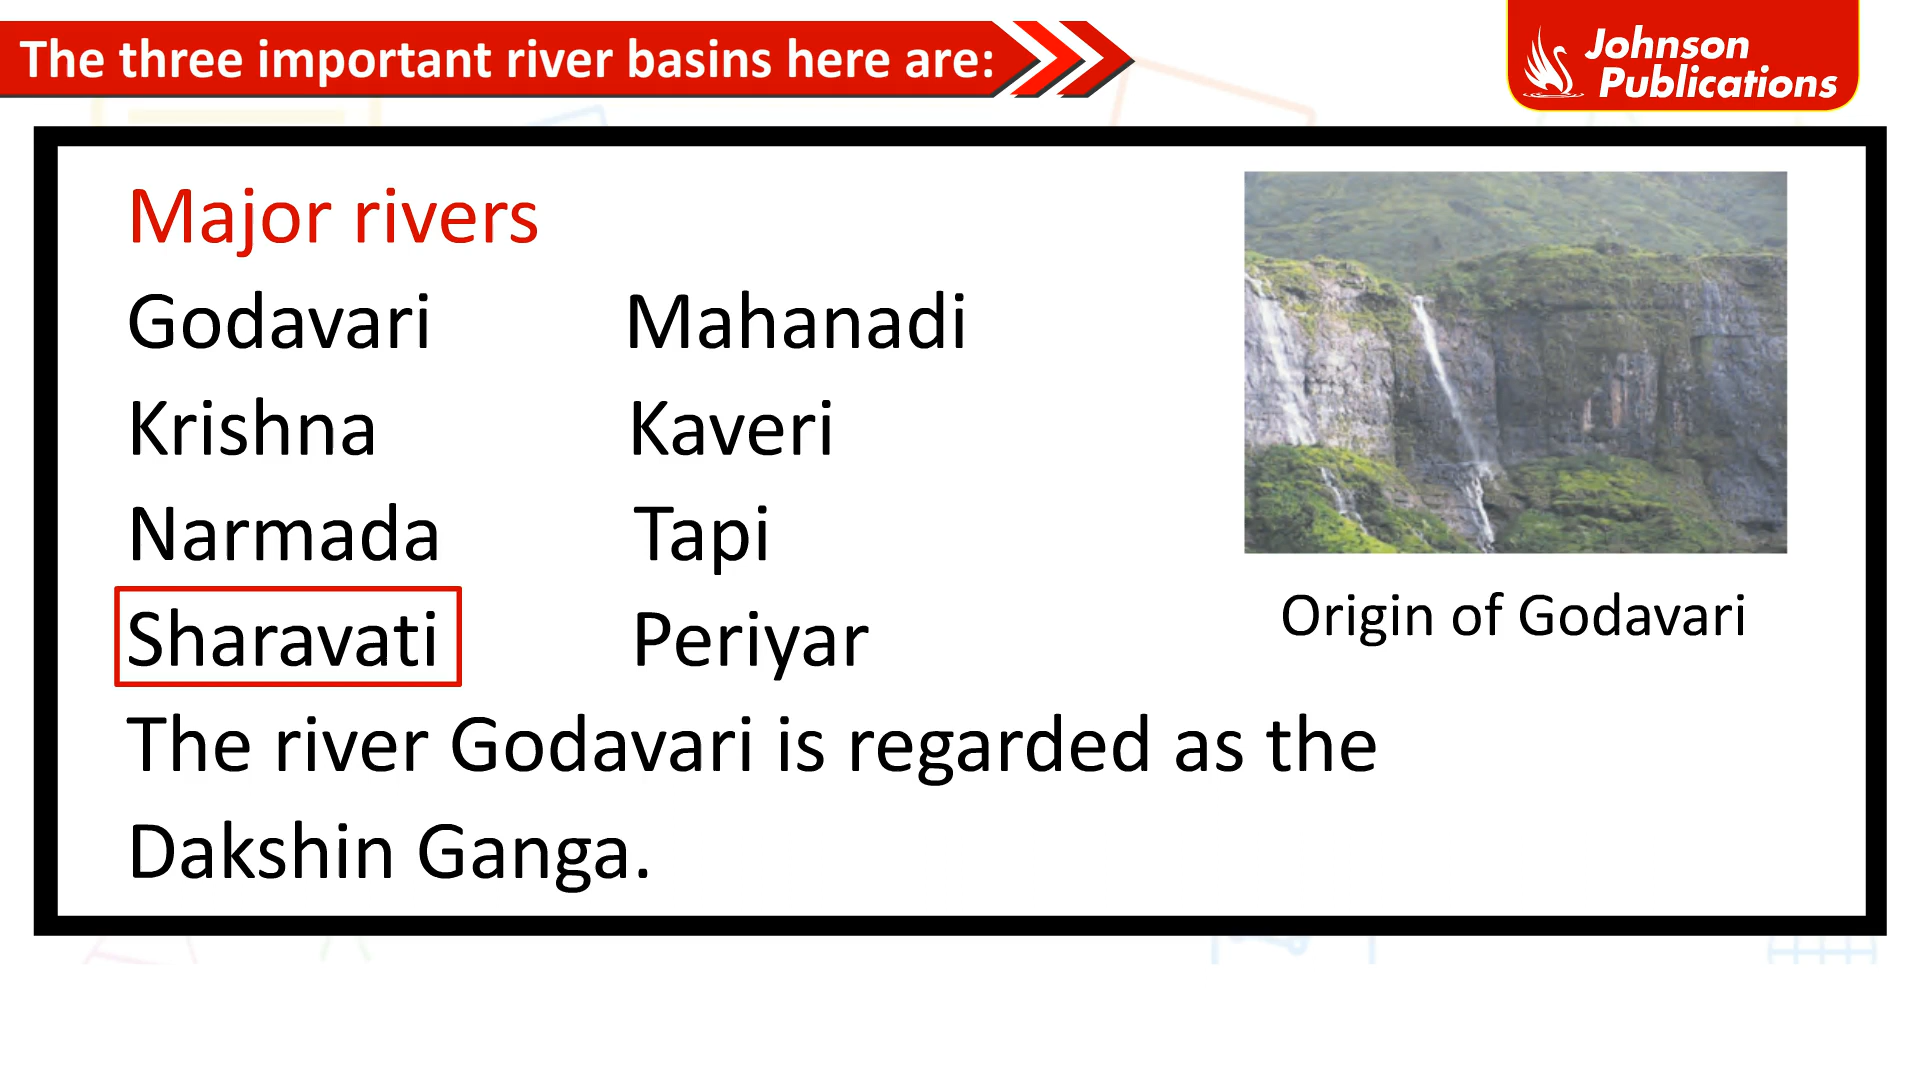 The three important river basins here are:
Johnson
Publications
Major rivers
Godavari Mahanadi
Krishna Kaveri
Narmada Tapi
Sharavati Periyar
Origin of Godavari
The river Godavari is regarded as the
Dakshin Ganga.